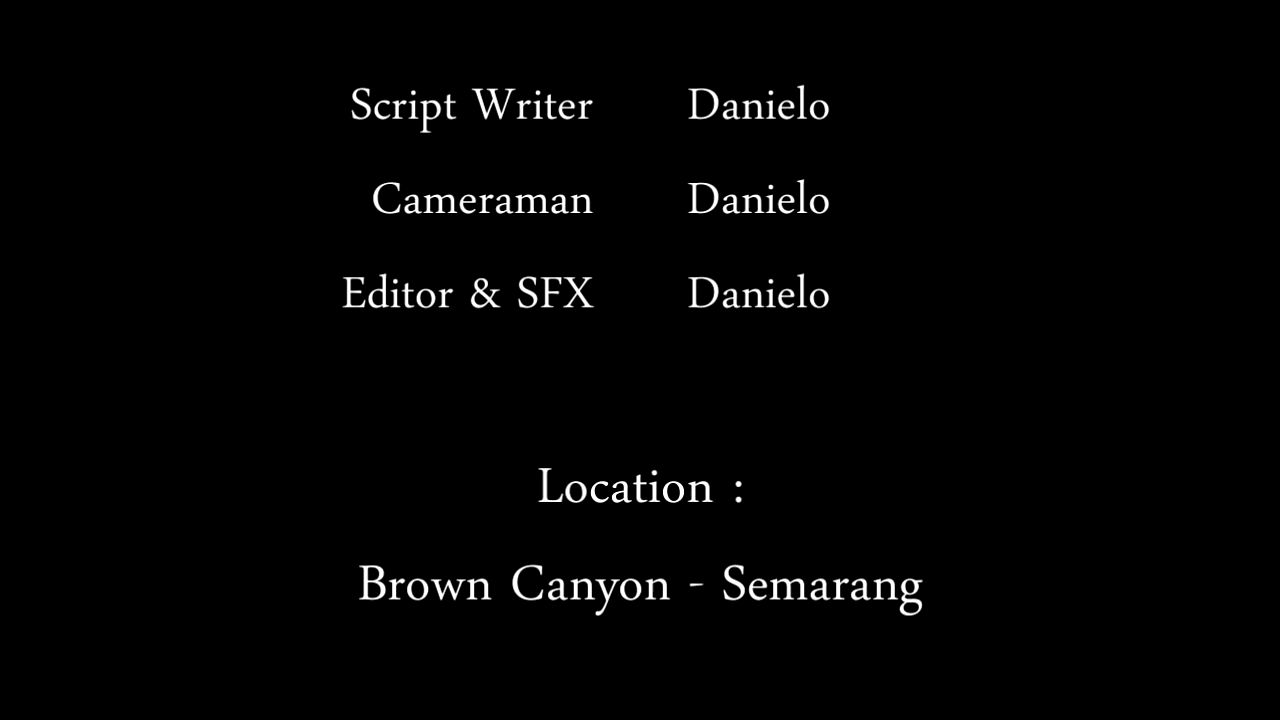 Script Writer Danielo
Cameraman Danielo
Editor & SFX Danielo
Location :
Brown Canyon - Semarang